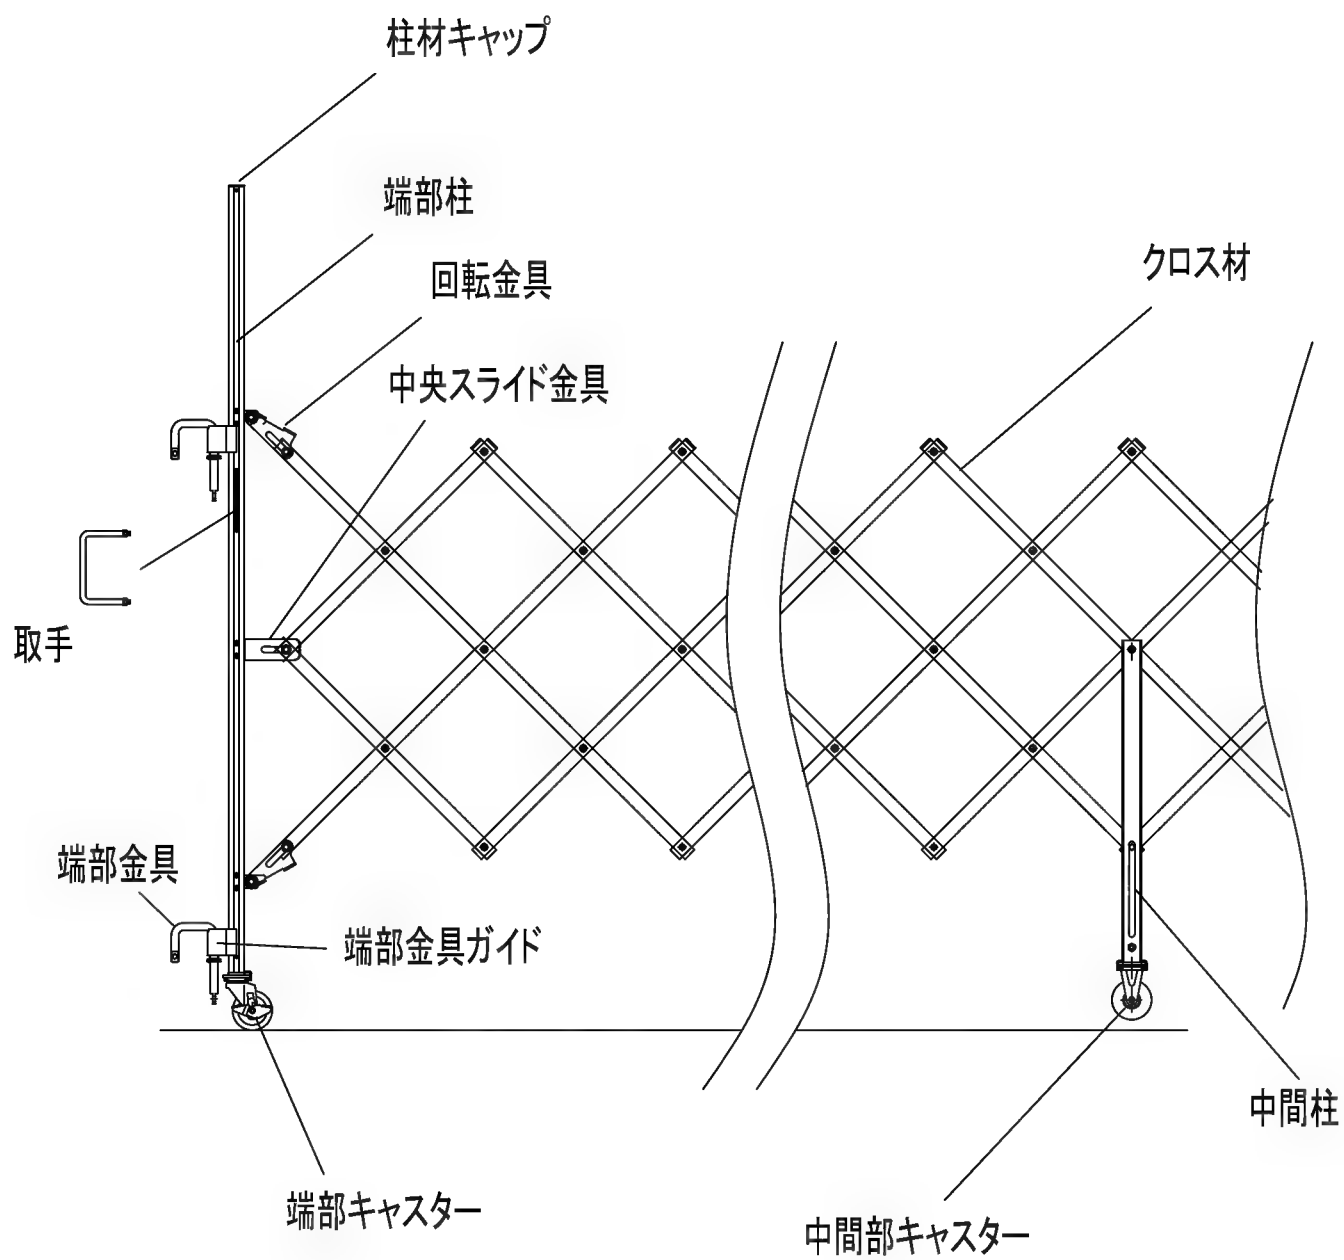 柱材キャップ
端部柱
回転金具
クロス材
中央スライド金具
取手
端部金具
端部金具ガイド
中間柱
端部キャスター
中間部キャスター